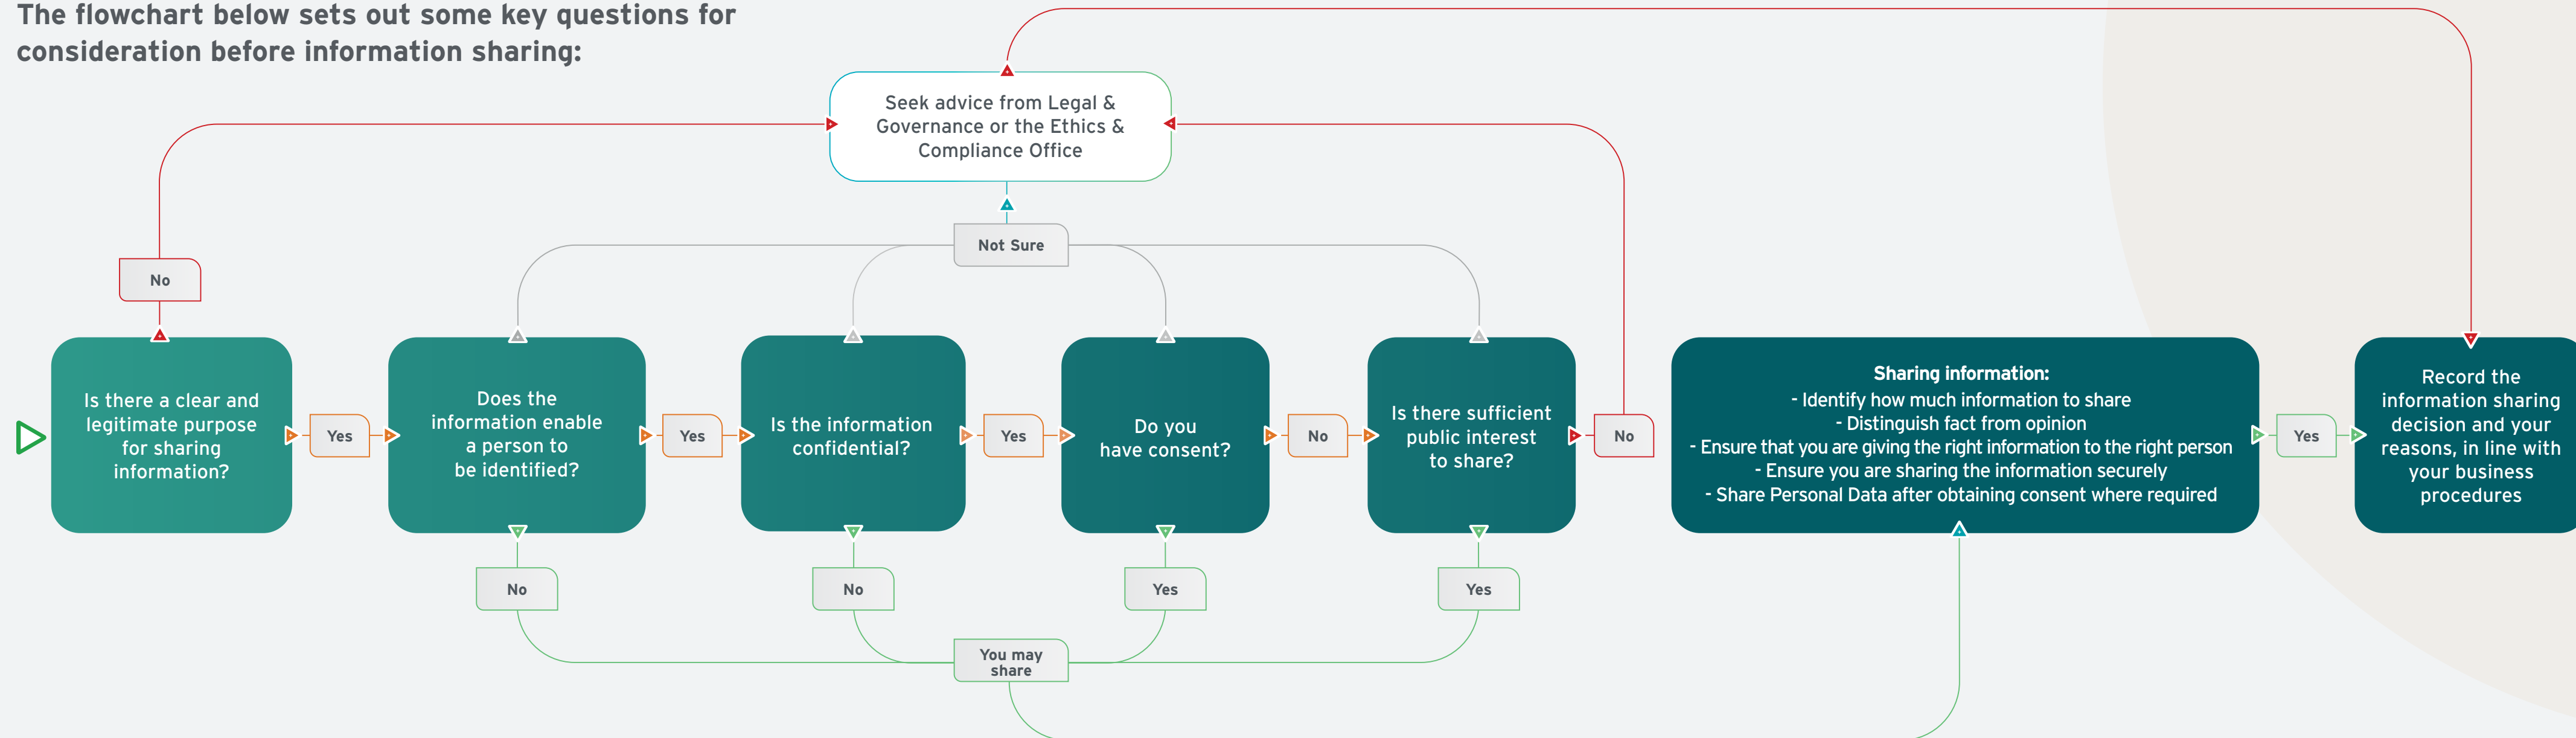 The flowchart below sets out some key questions for
consideration before information sharing:
Seek advice from Legal &
Governance or the Ethics &
Compliance Office
Not Sure
No
Is there a clear and
legitimate purpose
for sharing
information?
Yes
Does the
information enable
a person to
be identified?
Yes
Is the information
confidential?
Yes
Do you
have consent?
No
Is there sufficient
public interest
to share?
No
Sharing information:
- Identify how much information to share
- Distinguish fact from opinion
- Ensure that you are giving the right information to the right person
- Ensure you are sharing the information securely
- Share Personal Data after obtaining consent where required
Yes
Record the
information sharing
decision and your
reasons, in line with
your business
procedures
No
No
Yes
Yes
You may
share